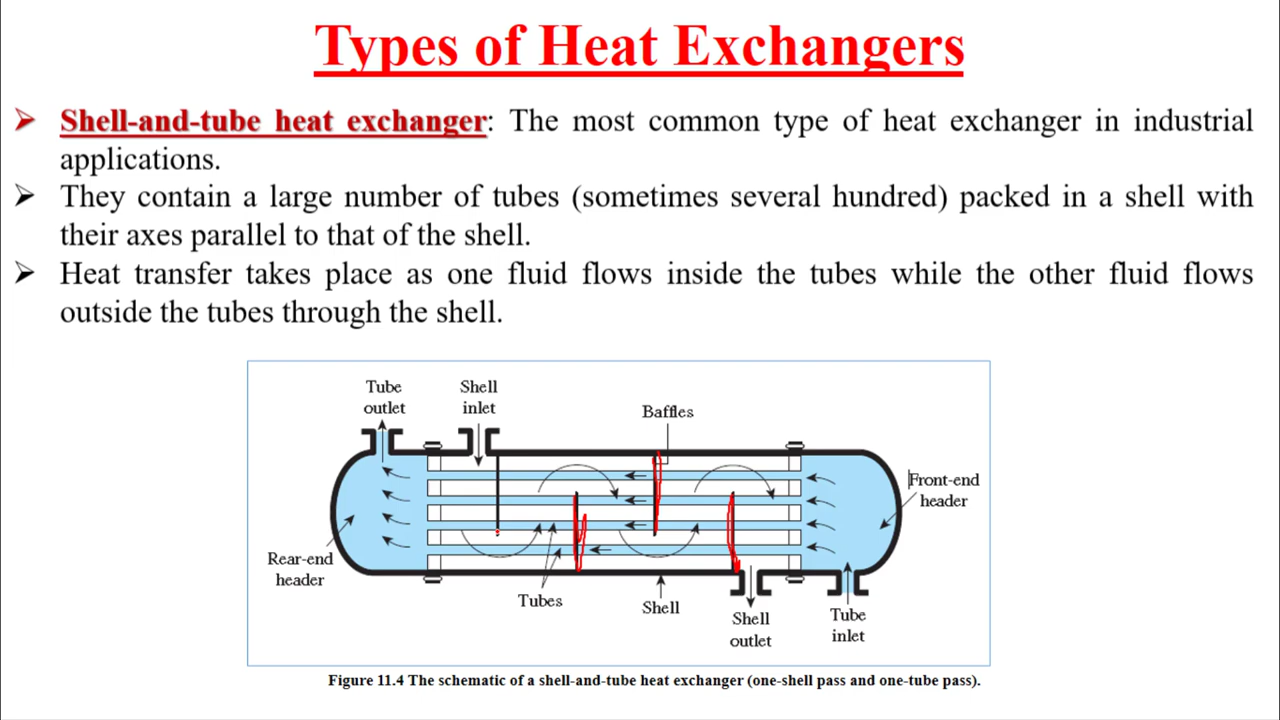 Types of Heat Exchangers
➢ Shell-and-tube heat exchanger: The most common type of heat exchanger in industrial
applications.
➢ They contain a large number of tubes (sometimes several hundred) packed in a shell with
their axes parallel to that of the shell.
➢ Heat transfer takes place as one fluid flows inside the tubes while the other fluid flows
outside the tubes through the shell.
Tube
outlet
Shell
inlet
Baffles
Front-end
header
Rear-end
header
Tubes
Shell
Shell
outlet
Tube
inlet
Figure 11.4 The schematic of a shell-and-tube heat exchanger (one-shell pass and one-tube pass).